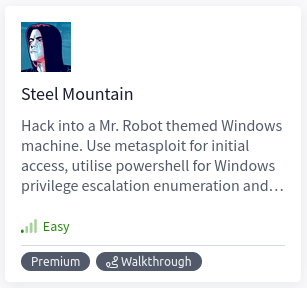 Steel Mountain
Hack into a Mr. Robot themed Windows
machine. Use metasploit for initial
access, utilise powershell for Windows
privilege escalation enumeration and…
Easy
Premium Walkthrough